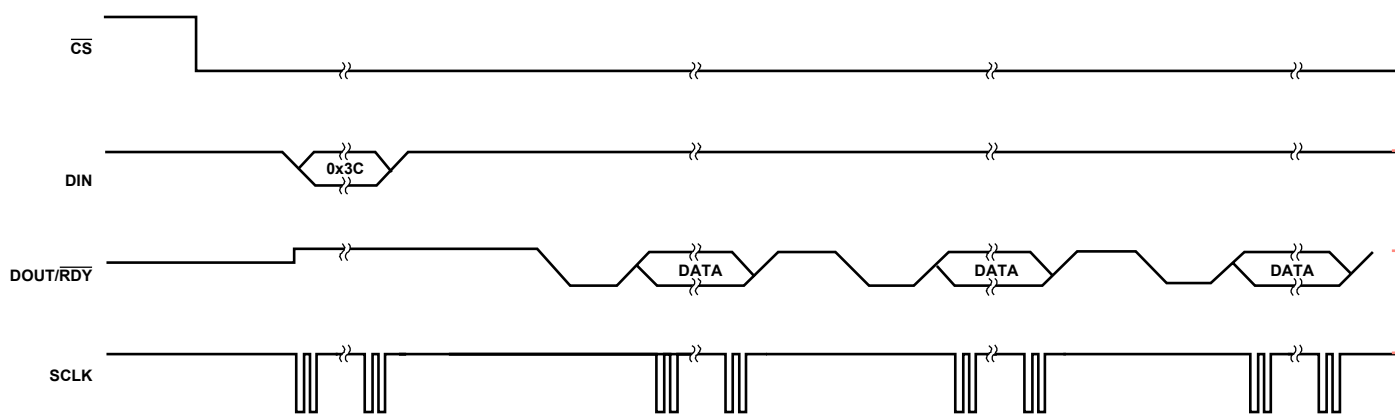 CS
DIN
0x3C
DOUT/RDY
DATA
DATA
DATA
SCLK